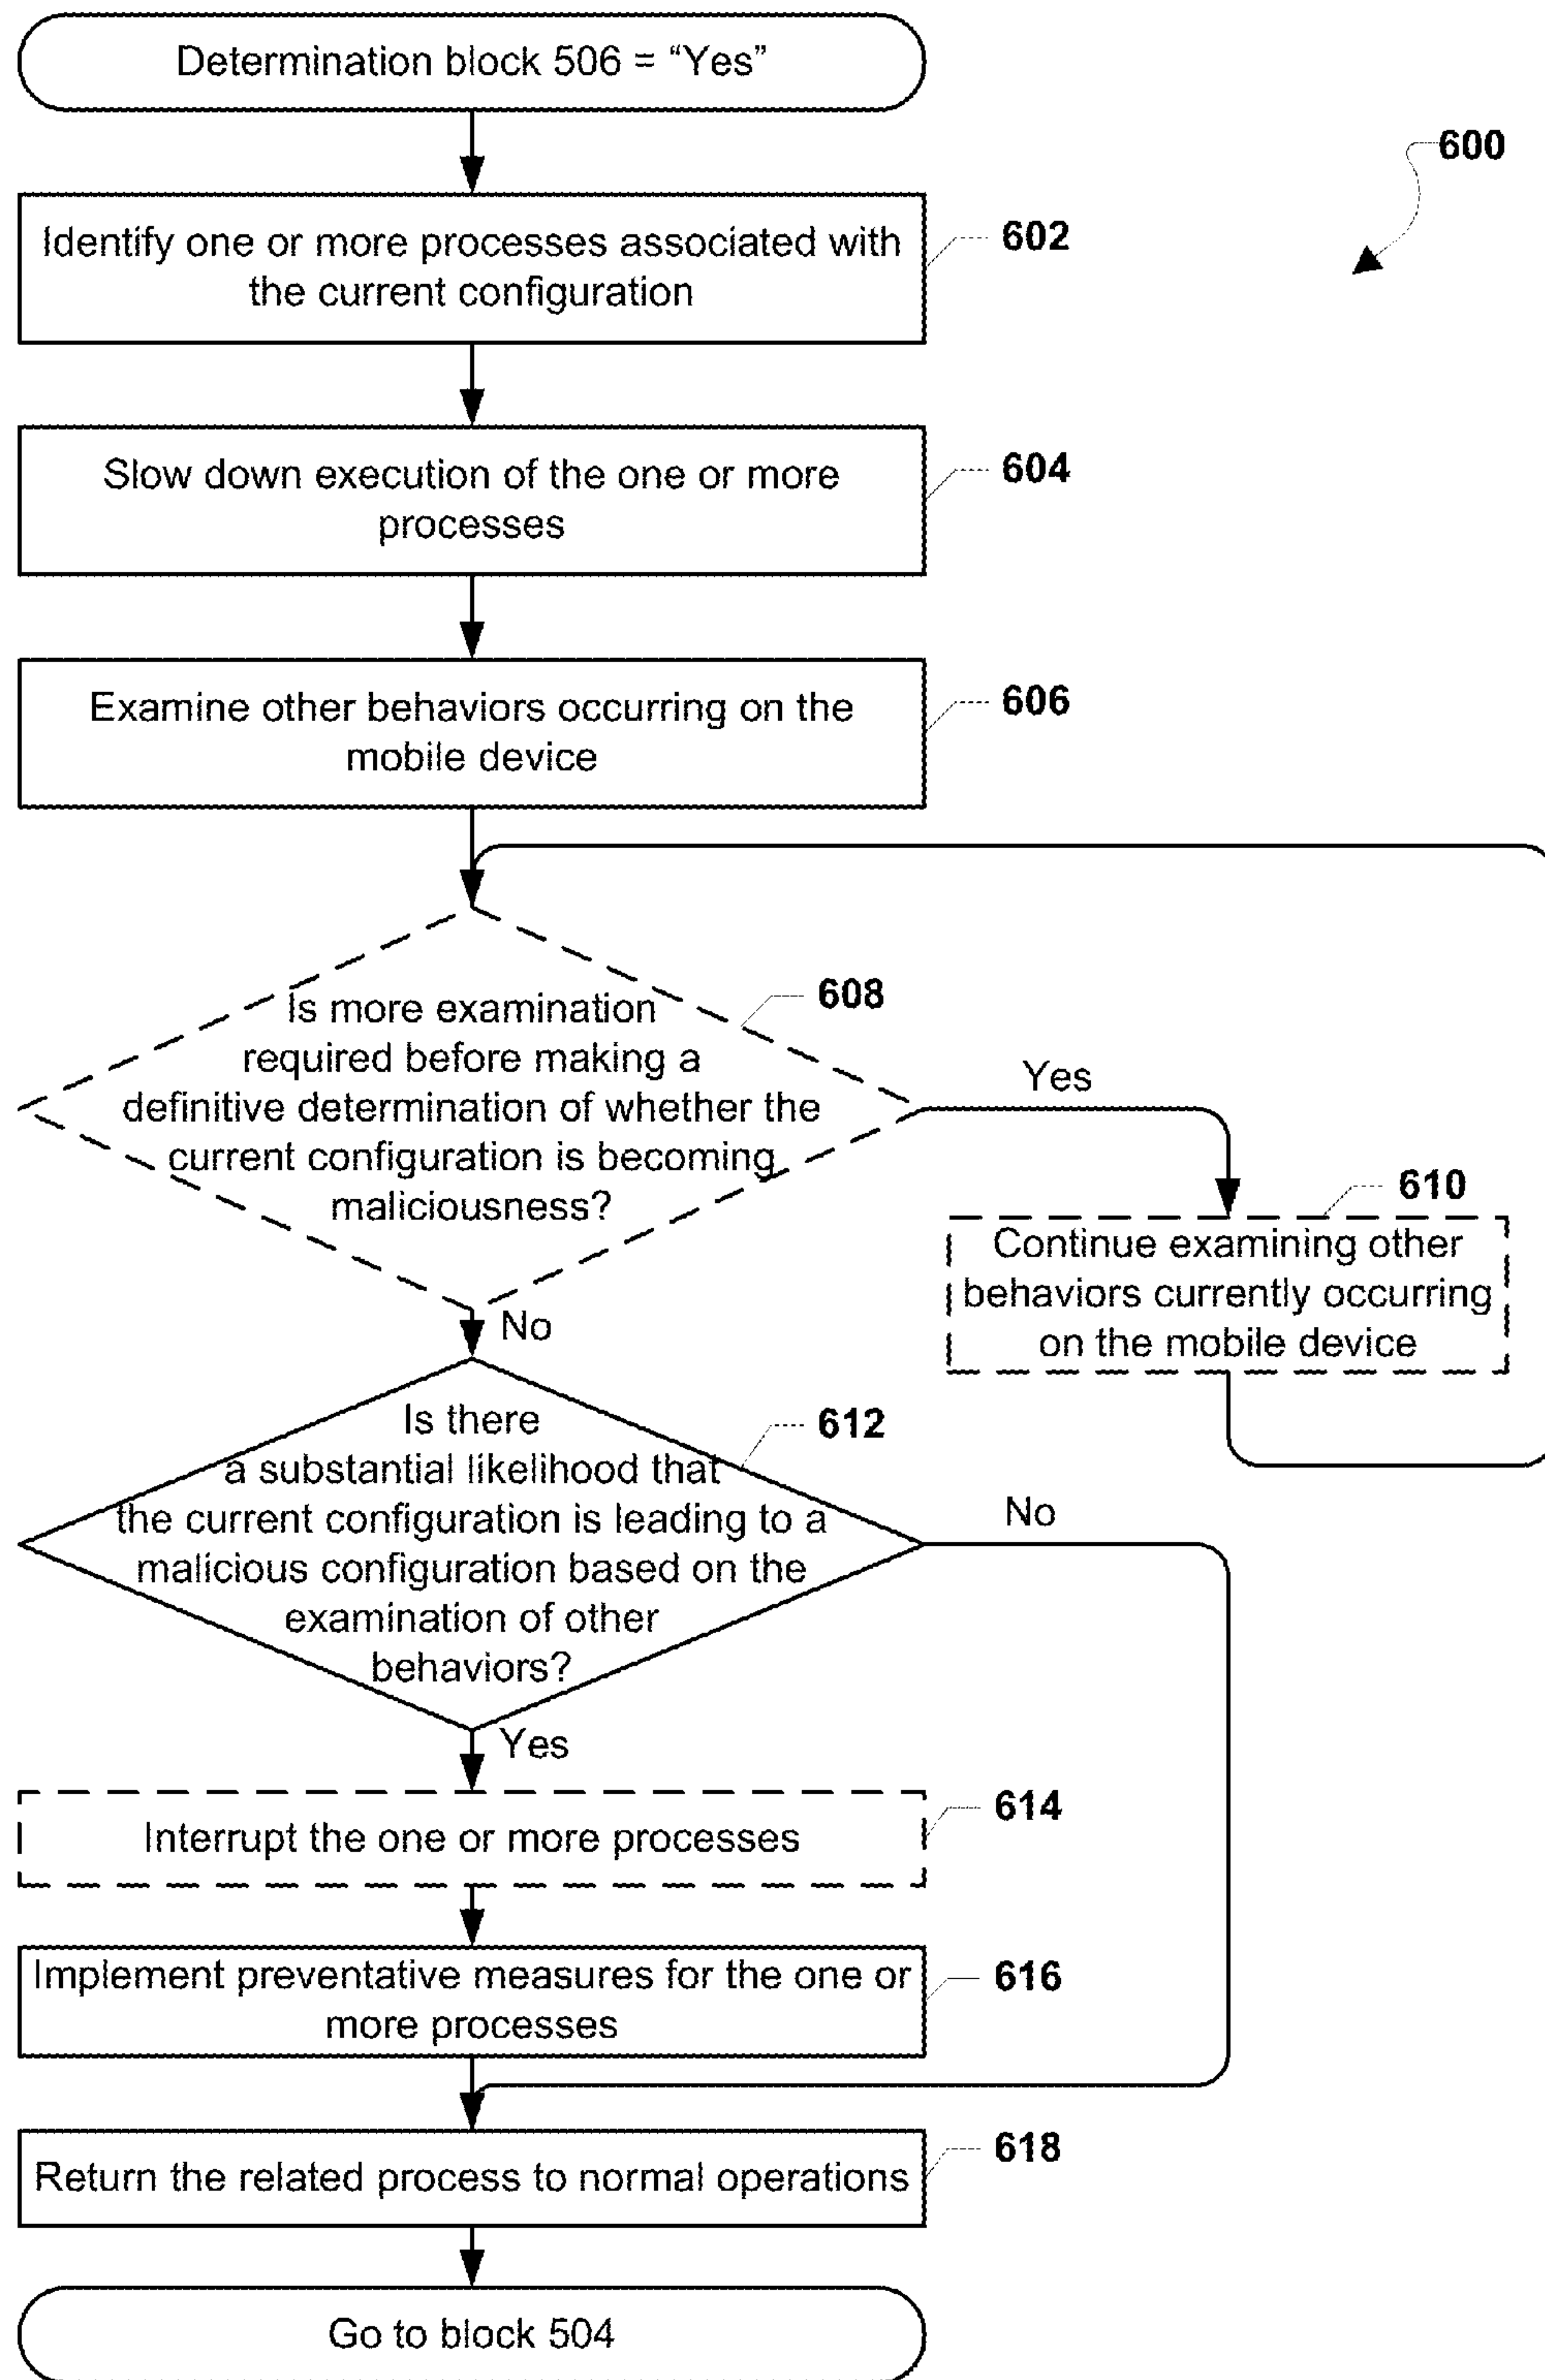 Determination block 506 = “Yes”
600
Identify one or more processes associated with
the current configuration
602
Slow down execution of the one or more
processes
604
Examine other behaviors occurring on the
mobile device
606
Is more examination
required before making a
definitive determination of whether the
current configuration is becoming
maliciousness?
608
Yes
610
Continue examining other
behaviors currently occurring
on the mobile device
No
Is there
a substantial likelihood that
the current configuration is leading to a
malicious configuration based on the
examination of other
behaviors?
612
No
Yes
Interrupt the one or more processes
614
Implement preventative measures for the one or
more processes
616
Return the related process to normal operations
618
Go to block 504